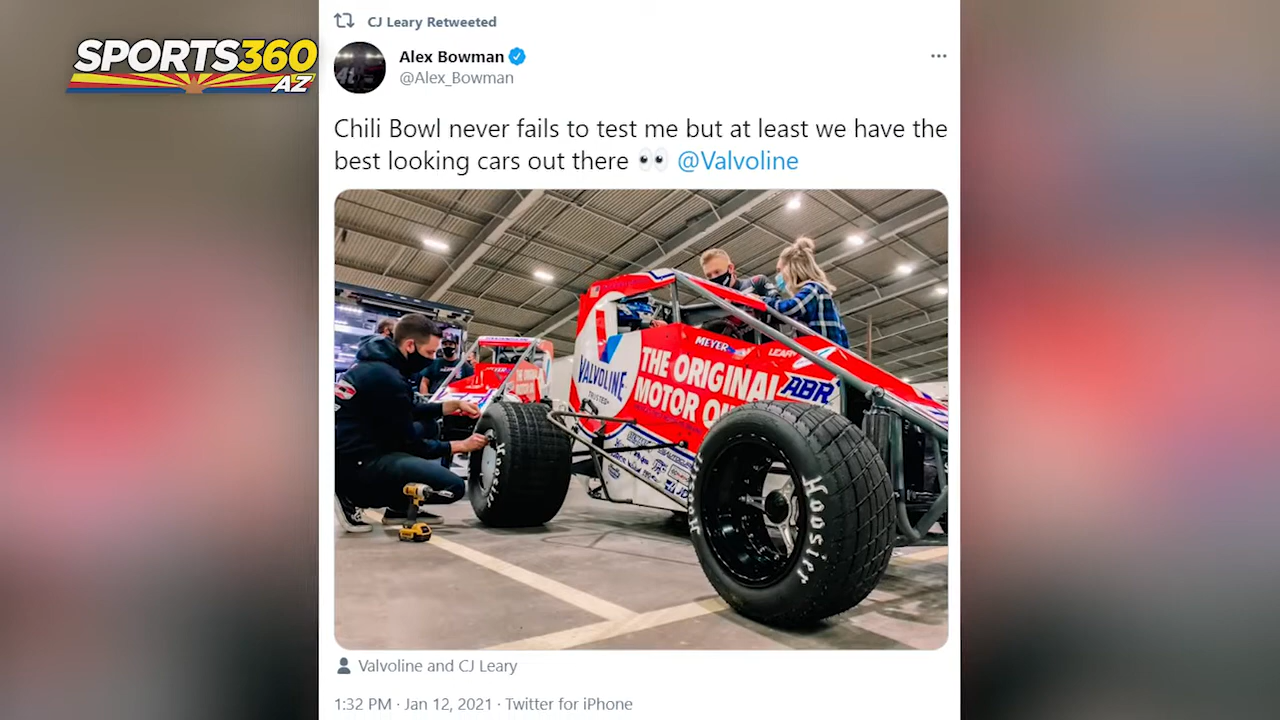 SPORTS360
AZ
CJ Leary Retweeted
Alex Bowman
@Alex_Bowman
Chili Bowl never fails to test me but at least we have the
best looking cars out there 👀 @Valvoline
MEYER
LEARY
VALVOLINE
THE ORIGINAL
MOTOR
ABR
Hoosier
Hoosier
Valvoline and CJ Leary
1:32 PM · Jan 12, 2021 · Twitter for iPhone